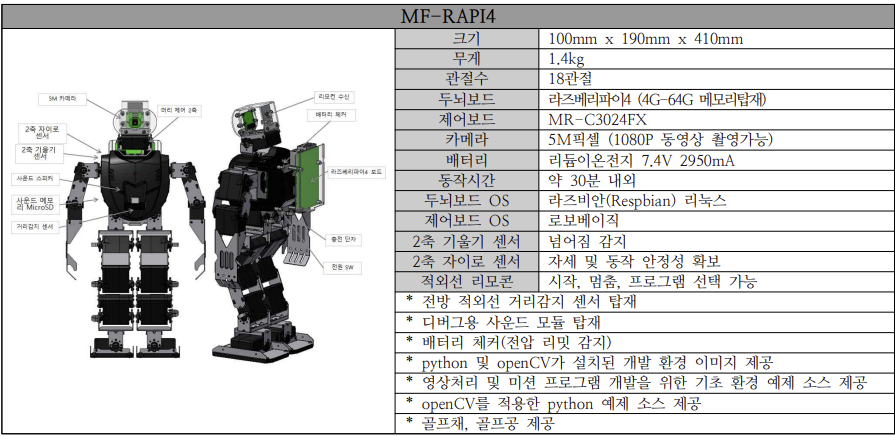 MF-RAPI4
5M 카메라
머리 제어 2축
2축 자이로
센서
2축 기울기
센서
사운드 스피커
사운드 메모
리 MicroSD
거리감지 센서
리모컨 수신
배터리 체커
라즈베리파이4 보드
충전 단자
전원 SW
크기 100mm x 190mm x 410mm
무게 1.4kg
관절수 18관절
두뇌보드 라즈베리파이4 (4G-64G 메모리탑재)
제어보드 MR-C3024FX
카메라 5M픽셀 (1080P 동영상 촬영가능)
배터리 리듐이온전지 7.4V 2950mA
동작시간 약 30분 내외
두뇌보드 OS 라즈비안(Respbian) 리눅스
제어보드 OS 로보베이직
2축 기울기 센서 넘어짐 감지
2축 자이로 센서 자세 및 동작 안정성 확보
적외선 리모콘 시작, 멈춤, 프로그램 선택 가능
* 전방 적외선 거리감지 센서 탑재
* 디버그용 사운드 모듈 탑재
* 배터리 체커(전압 리밋 감지)
* python 및 openCV가 설치된 개발 환경 이미지 제공
* 영상처리 및 미션 프로그램 개발을 위한 기초 환경 예제 소스 제공
* openCV를 적용한 python 예제 소스 제공
* 골프채, 골프공 제공